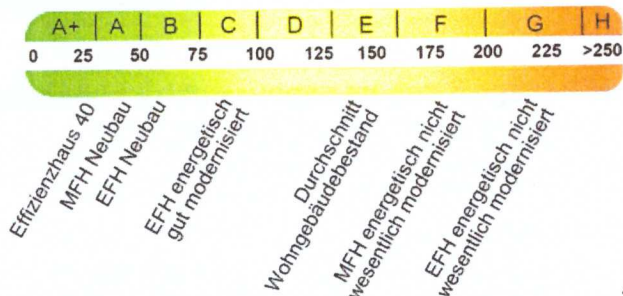 A+ A B C D E F G H
0 25 50 75 100 125 150 175 200 225 >250
Effizienzhaus 40
MFH Neubau
EFH Neubau
EFH energetisch
gut modernisiert
Durchschnitt
Wohngebäudebestand
MFH energetisch nicht
wesentlich modernisiert
EFH energetisch nicht
wesentlich modernisiert